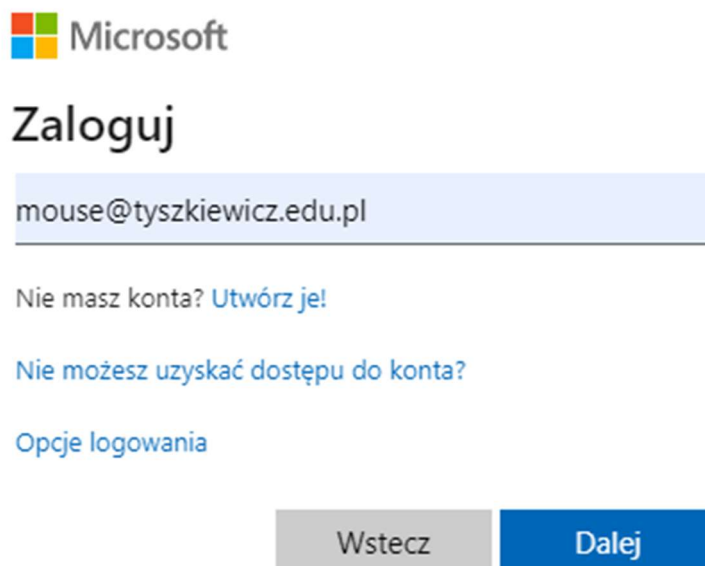 Microsoft
Zaloguj
mouse@tyszkiewicz.edu.pl
Nie masz konta? Utwórz je!
Nie możesz uzyskać dostępu do konta?
Opcje logowania
Wstecz Dalej